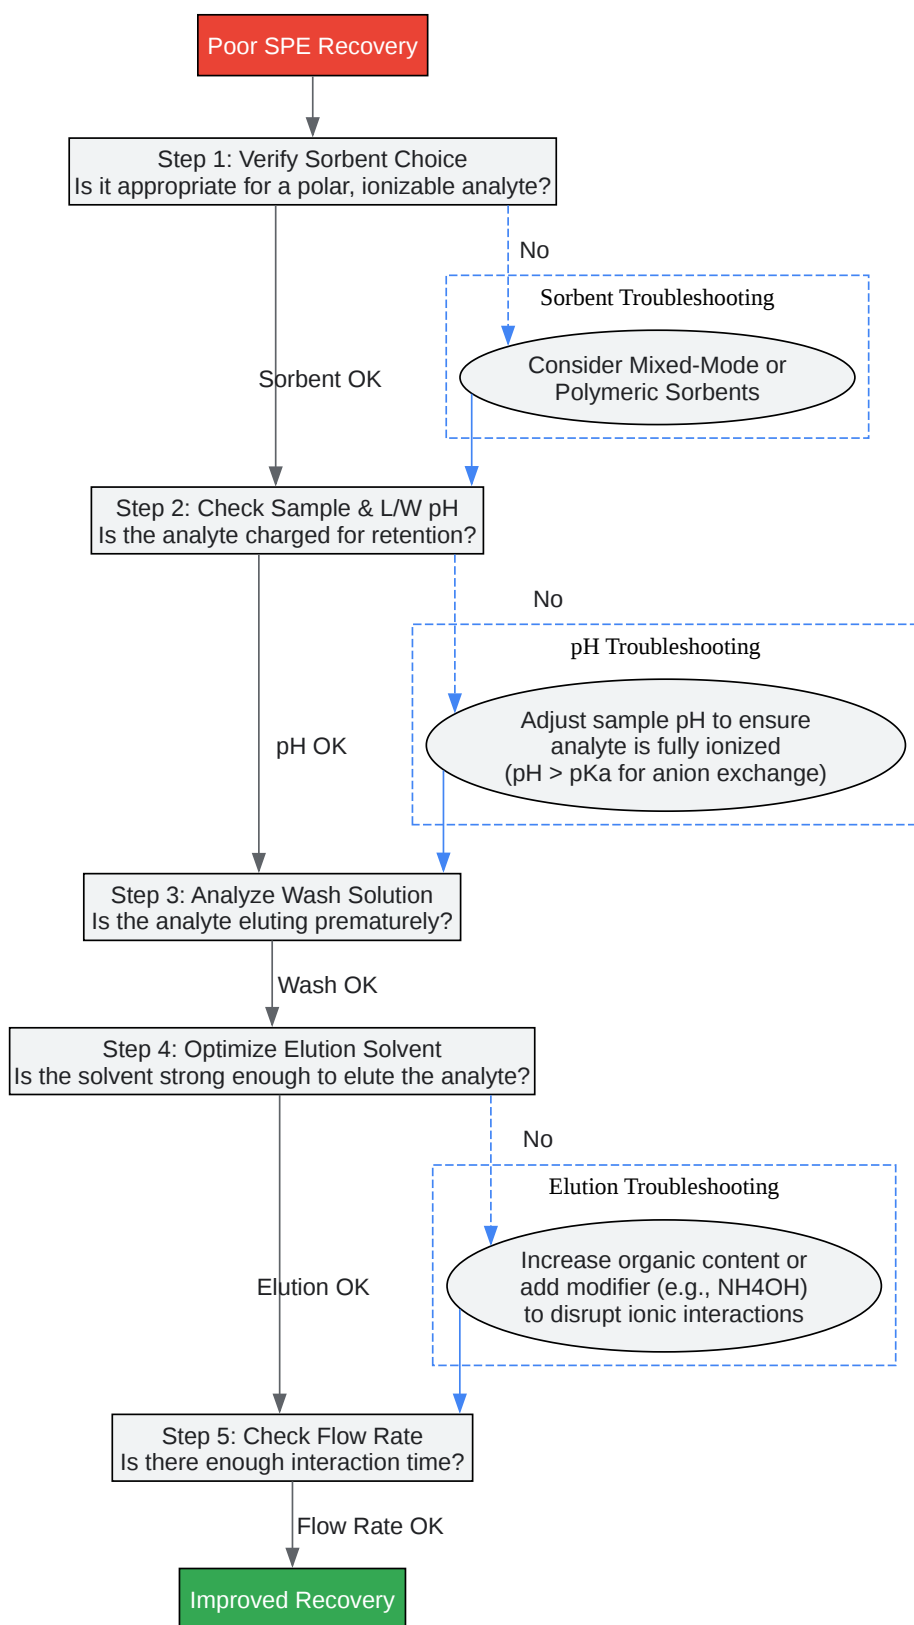 Poor SPE Recovery
Step 1: Verify Sorbent Choice
Is it appropriate for a polar, ionizable analyte?
No
Sorbent Troubleshooting
Consider Mixed-Mode or
Polymeric Sorbents
Sorbent OK
Step 2: Check Sample & L/W pH
Is the analyte charged for retention?
No
pH Troubleshooting
Adjust sample pH to ensure
analyte is fully ionized
(pH > pKa for anion exchange)
pH OK
Step 3: Analyze Wash Solution
Is the analyte eluting prematurely?
Wash OK
Step 4: Optimize Elution Solvent
Is the solvent strong enough to elute the analyte?
No
Elution Troubleshooting
Increase organic content or
add modifier (e.g., NH4OH)
to disrupt ionic interactions
Elution OK
Step 5: Check Flow Rate
Is there enough interaction time?
Flow Rate OK
Improved Recovery